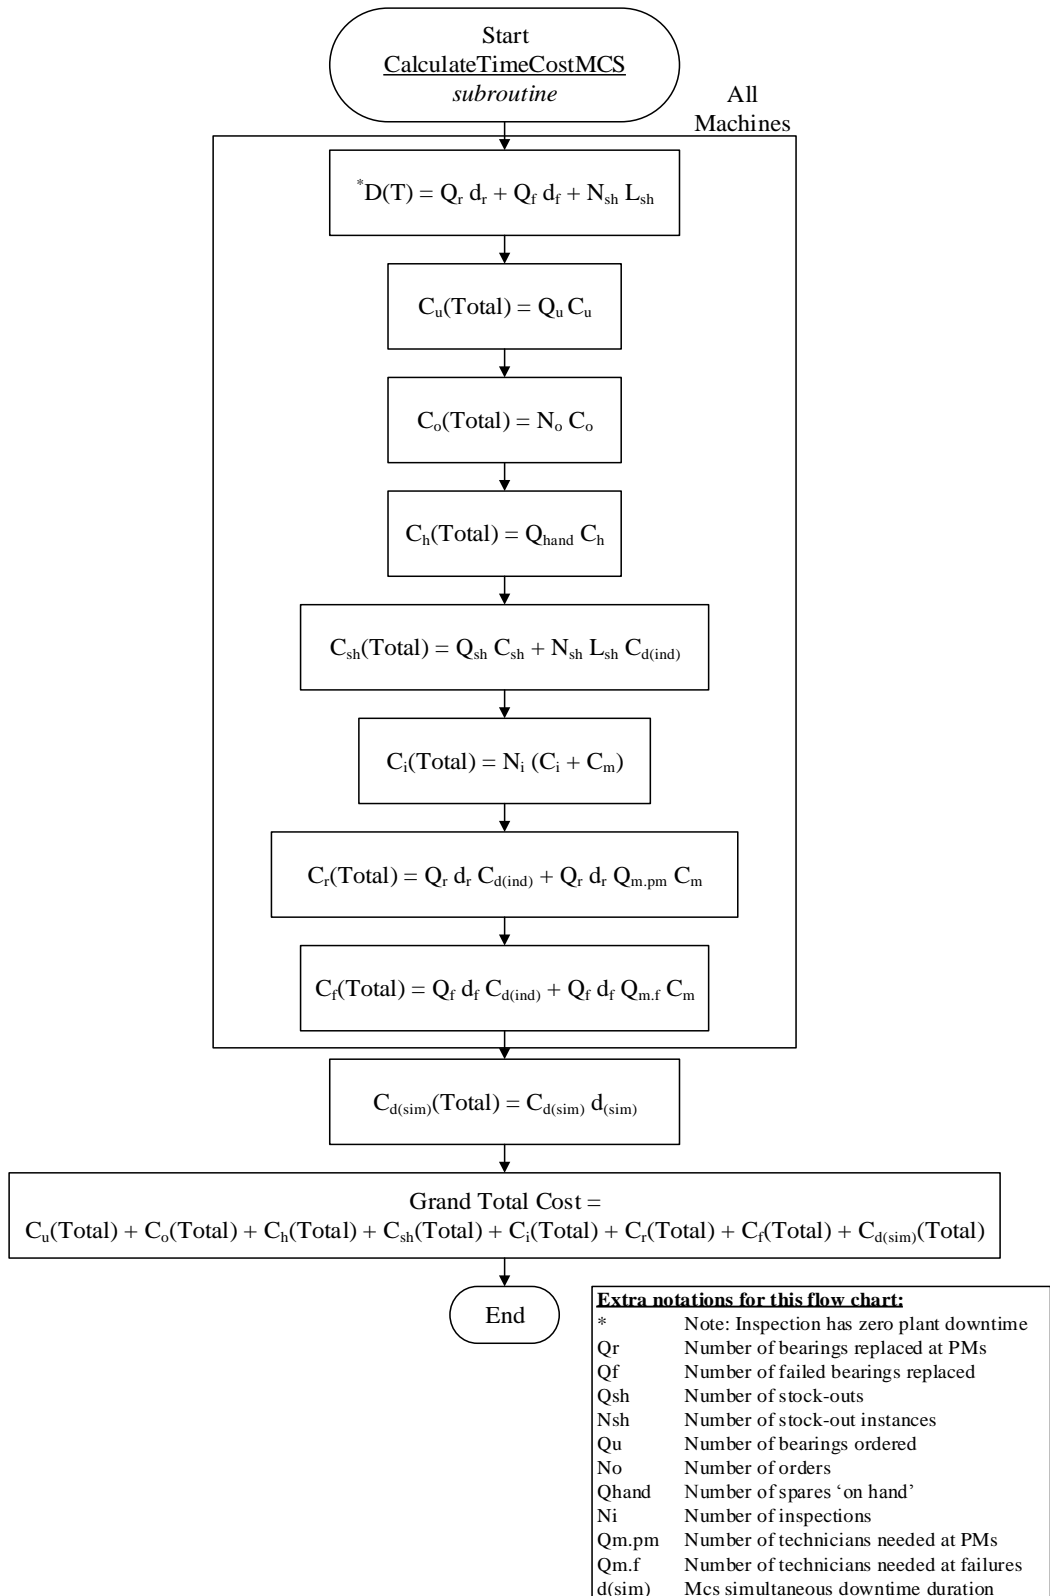 Start
CalculateTimeCostMCS
subroutine
All
Machines
*D(T) = Qr dr + Qf df + Nsh Lsh
Cu(Total) = Qu Cu
Co(Total) = No Co
Ch(Total) = Qhand Ch
Csh(Total) = Qsh Csh + Nsh Lsh Cd(ind)
Ci(Total) = Ni (Ci + Cm)
Cr(Total) = Qr dr Cd(ind) + Qr dr Qm.pm Cm
Cf(Total) = Qf df Cd(ind) + Qf df Qm.f Cm
Cd(sim)(Total) = Cd(sim) d(sim)
Grand Total Cost =
Cu(Total) + Co(Total) + Ch(Total) + Csh(Total) + Ci(Total) + Cr(Total) + Cf(Total) + Cd(sim)(Total)
End
Extra notations for this flow chart:
* Note: Inspection has zero plant downtime
Qr Number of bearings replaced at PMs
Qf Number of failed bearings replaced
Qsh Number of stock-outs
Nsh Number of stock-out instances
Qu Number of bearings ordered
No Number of orders
Qhand Number of spares ‘on hand’
Ni Number of inspections
Qm.pm Number of technicians needed at PMs
Qm.f Number of technicians needed at failures
d(sim) Mcs simultaneous downtime duration